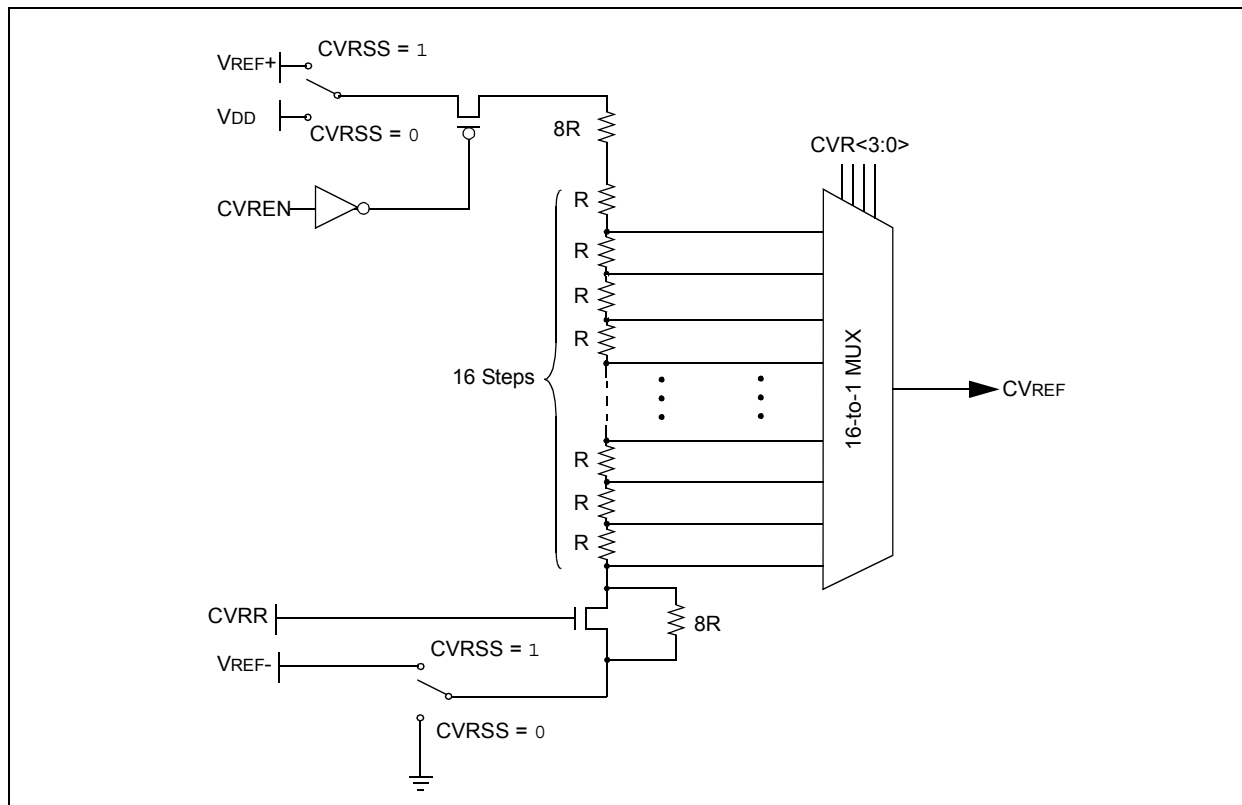 CVRSS = 1
VREF+
VDD
CVRSS = 0
8R
CVR<3:0>
CVREN
R
R
R
R
16 Steps
16-to-1 MUX
CVREF
R
R
R
CVRR
8R
CVRSS = 1
VREF-
CVRSS = 0